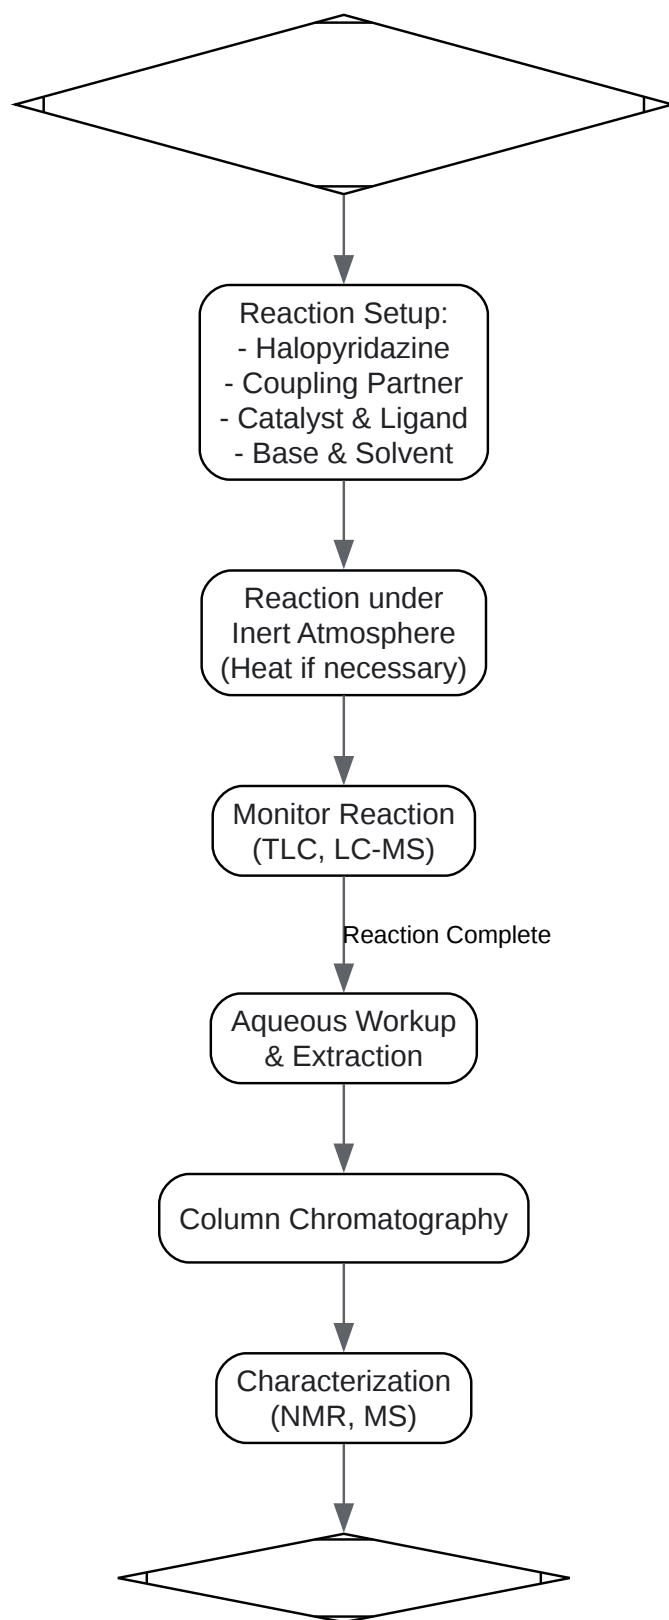 Reaction Setup:
- Halopyridazine
- Coupling Partner
- Catalyst & Ligand
- Base & Solvent
Reaction under
Inert Atmosphere
(Heat if necessary)
Monitor Reaction
(TLC, LC-MS)
Reaction Complete
Aqueous Workup
& Extraction
Column Chromatography
Characterization
(NMR, MS)